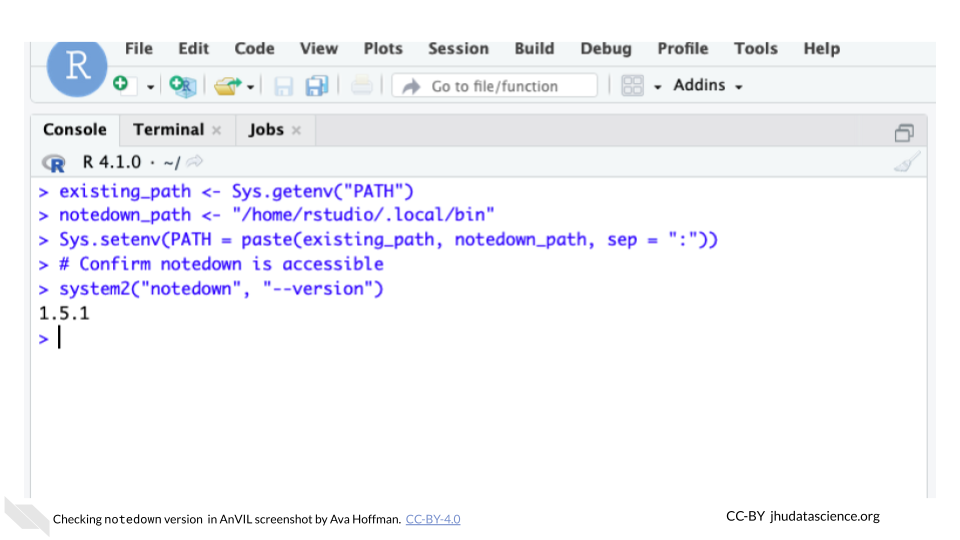 R
File Edit Code View Plots Session Build Debug Profile Tools Help
R Go to file/function Addins
Console Terminal × Jobs ×
R R 4.1.0 · ~/
> existing_path <- Sys.getenv("PATH")
> notedown_path <- "/home/rstudio/.local/bin"
> Sys.setenv(PATH = paste(existing_path, notedown_path, sep = ":"))
> # Confirm notedown is accessible
> system2("notedown", "--version")
1.5.1
>
Checking notedown version in AnVIL screenshot by Ava Hoffman. CC-BY-4.0
CC-BY jhudatascience.org